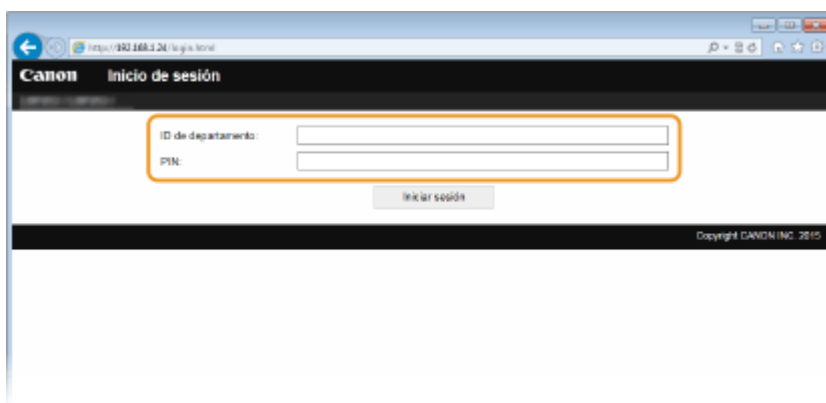 http://192.168.1.24/login.html
Canon Inicio de sesión
ID de departamento:
PIN:
Iniciar sesión
Copyright CANON INC. 2015